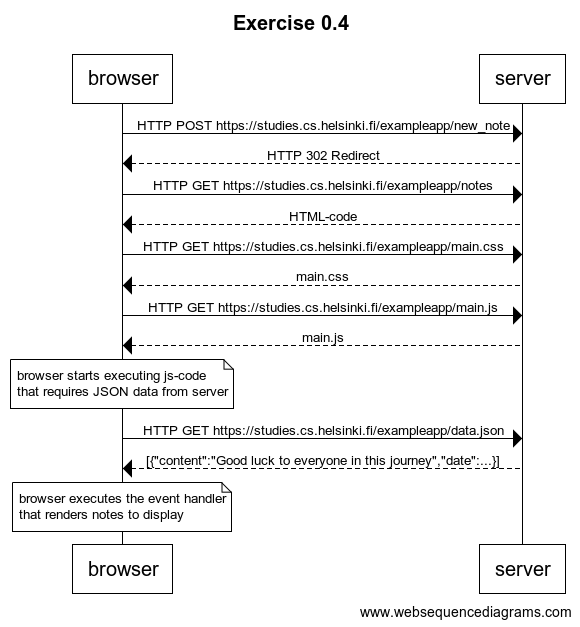 Exercise 0.4
browser
server
HTTP POST https://studies.cs.helsinki.fi/exampleapp/new_note
HTTP 302 Redirect
HTTP GET https://studies.cs.helsinki.fi/exampleapp/notes
HTML-code
HTTP GET https://studies.cs.helsinki.fi/exampleapp/main.css
main.css
HTTP GET https://studies.cs.helsinki.fi/exampleapp/main.js
main.js
browser starts executing js-code
that requires JSON data from server
HTTP GET https://studies.cs.helsinki.fi/exampleapp/data.json
[{"content":"Good luck to everyone in this journey","date":...}]
browser executes the event handler
that renders notes to display
browser
server
www.websequencediagrams.com